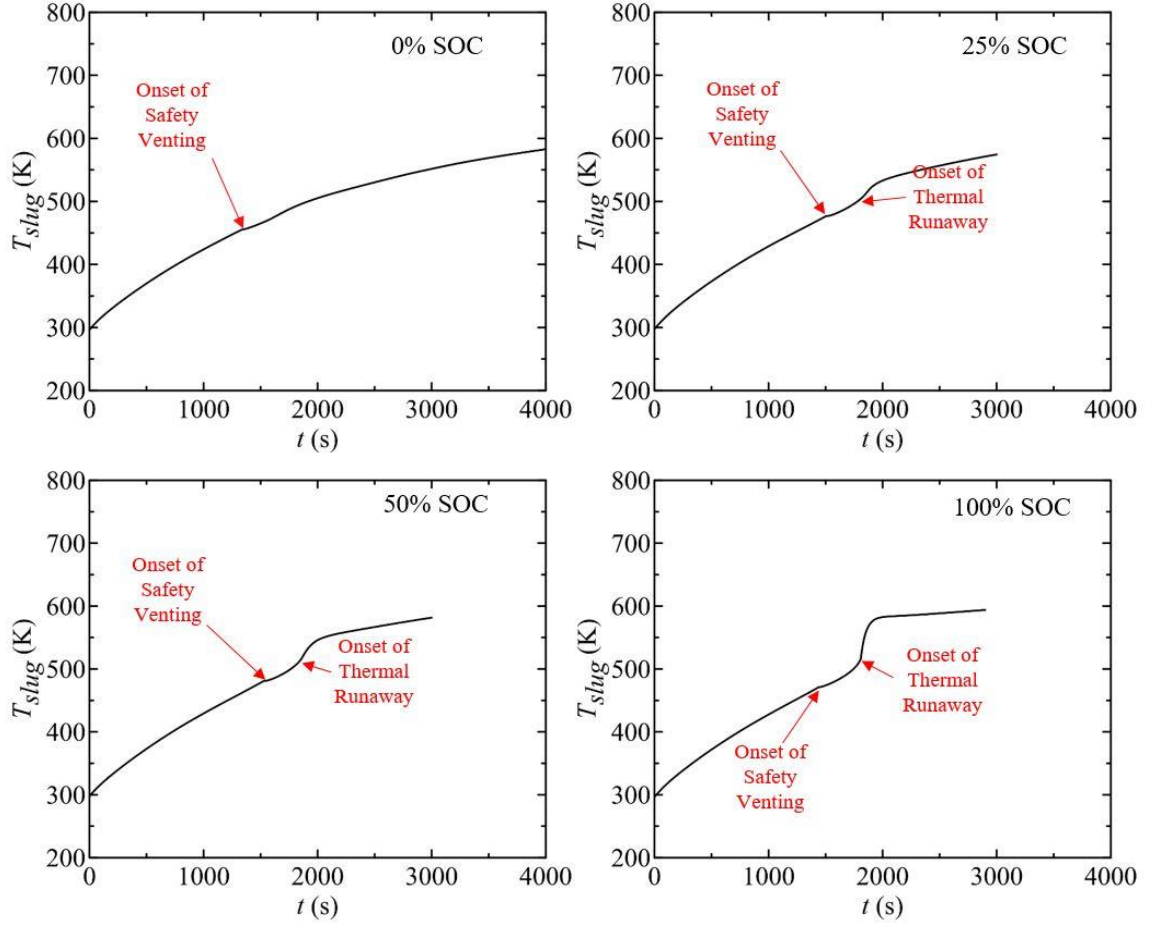 800
700
600
500
400
300
200
T_slug (K)
0% SOC
Onset of
Safety
Venting
0 1000 2000 3000 4000
t (s)
800
700
600
500
400
300
200
T_slug (K)
25% SOC
Onset of
Safety
Venting
Onset of
Thermal
Runaway
0 1000 2000 3000 4000
t (s)
800
700
600
500
400
300
200
T_slug (K)
50% SOC
Onset of
Safety
Venting
Onset of
Thermal
Runaway
0 1000 2000 3000 4000
t (s)
800
700
600
500
400
300
200
T_slug (K)
100% SOC
Onset of
Thermal
Runaway
Onset of
Safety
Venting
0 1000 2000 3000 4000
t (s)